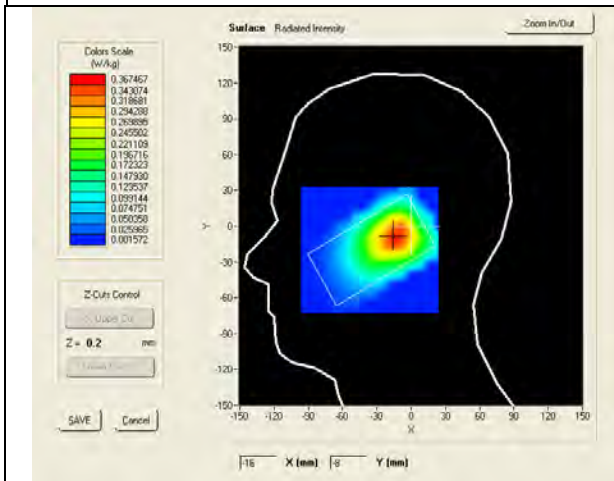 Surface Radiated Intensity
Zoom In/Out
Colors Scale
(W/kg)
0.367467
0.343074
0.318681
0.294288
0.269895
0.245502
0.221109
0.196716
0.172323
0.147930
0.123537
0.099144
0.074751
0.050358
0.025965
0.001572
150
120
90
60
30
0
-30
-60
-90
-120
-150
Y
-150 -120 -90 -60 -30 0 30 60 90 120 150
X
Z-Cuts Control
Z = 0.2 mm
SAVE Cancel
-16 X (mm) -8 Y (mm)